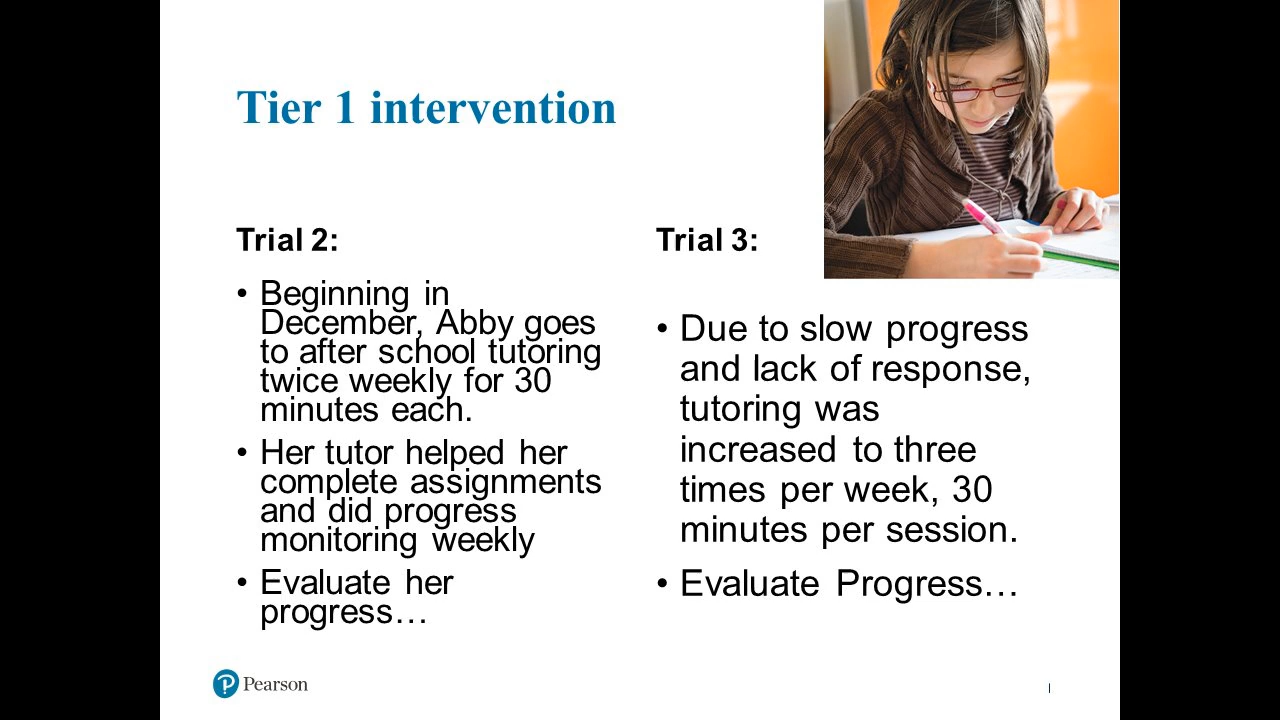 Tier 1 intervention
Trial 2:
• Beginning in
December, Abby goes
to after school tutoring
twice weekly for 30
minutes each.
• Her tutor helped her
complete assignments
and did progress
monitoring weekly
• Evaluate her
progress…
Trial 3:
• Due to slow progress
and lack of response,
tutoring was
increased to three
times per week, 30
minutes per session.
• Evaluate Progress…
Pearson